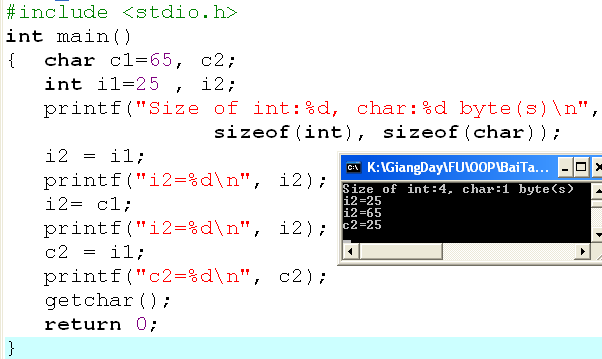 #include <stdio.h>
int main()
{  char c1=65, c2;
   int i1=25 , i2;
   printf("Size of int:%d, char:%d byte(s)\n",
                sizeof(int), sizeof(char));
   i2 = i1;
   printf("i2=%d\n", i2);
   i2= c1;
   printf("i2=%d\n", i2);
   c2 = i1;
   printf("c2=%d\n", c2);
   getchar();
   return 0;
}
K:\GiangDay\FU\OOP\BaiTa...
Size of int:4, char:1 byte(s)
i2=25
i2=65
c2=25